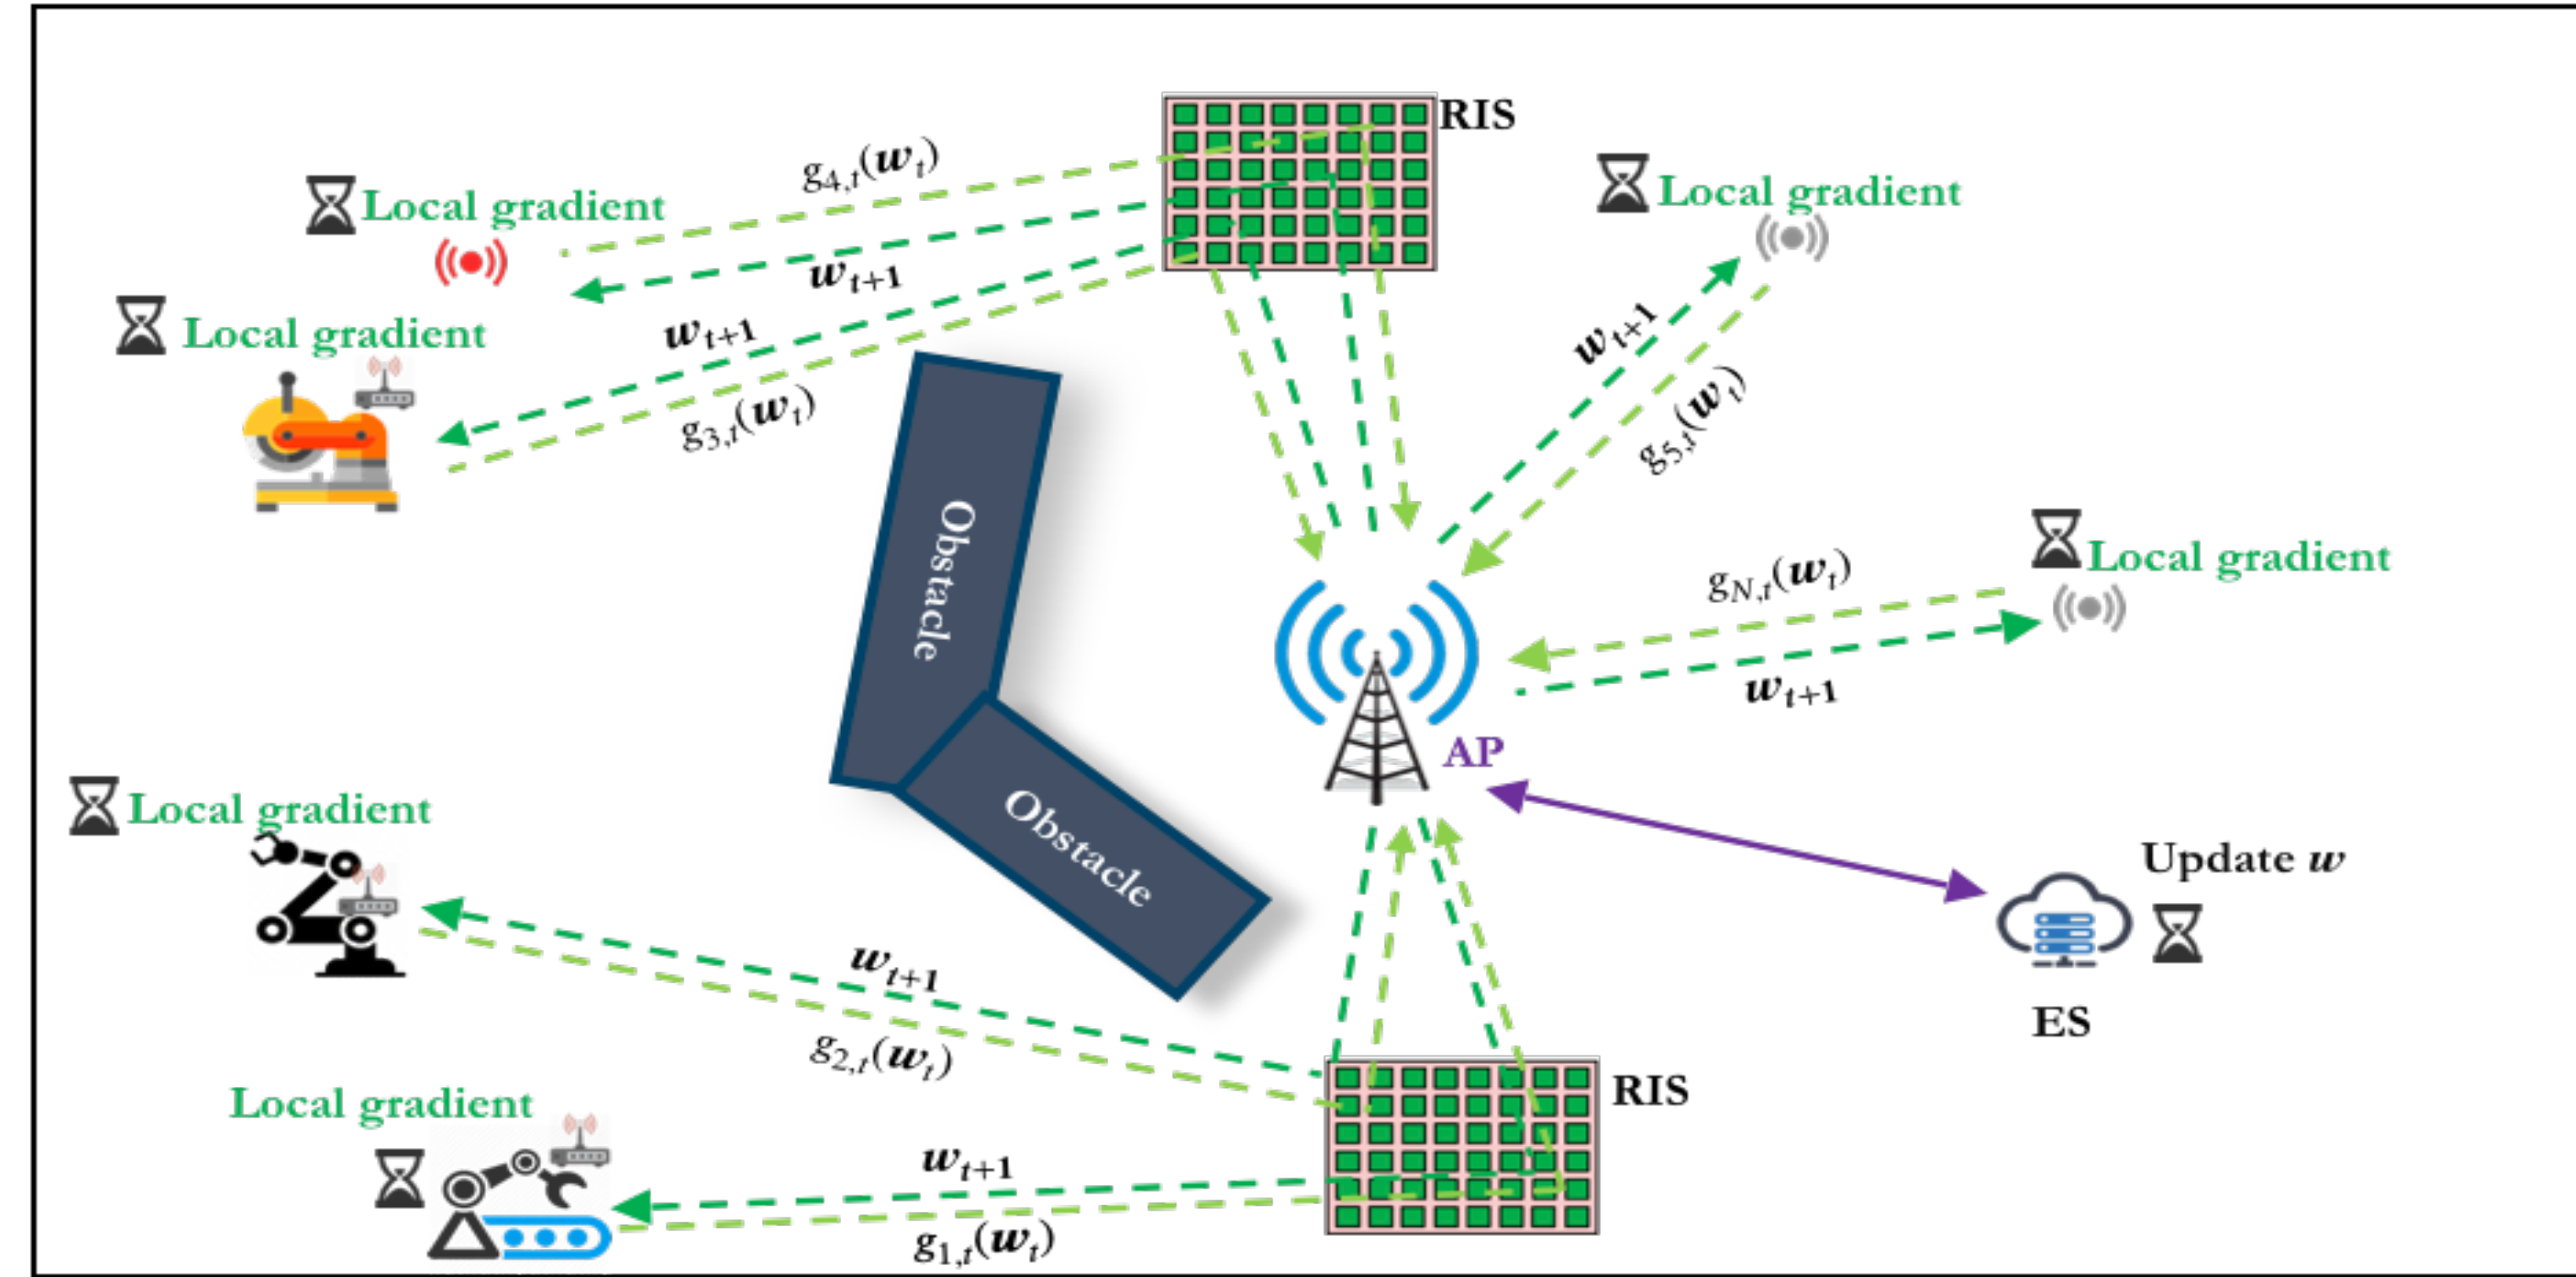 RIS
g4,t(wt)
Local gradient
wt+1
Local gradient
wt+1
Local gradient
wt+1
g3,t(wt)
wt+1
g5,t(wt)
Obstacle
Local gradient
gN,t(wt)
wt+1
AP
Local gradient
Obstacle
Update w
wt+1
g2,t(wt)
ES
RIS
Local gradient
wt+1
g1,t(wt)